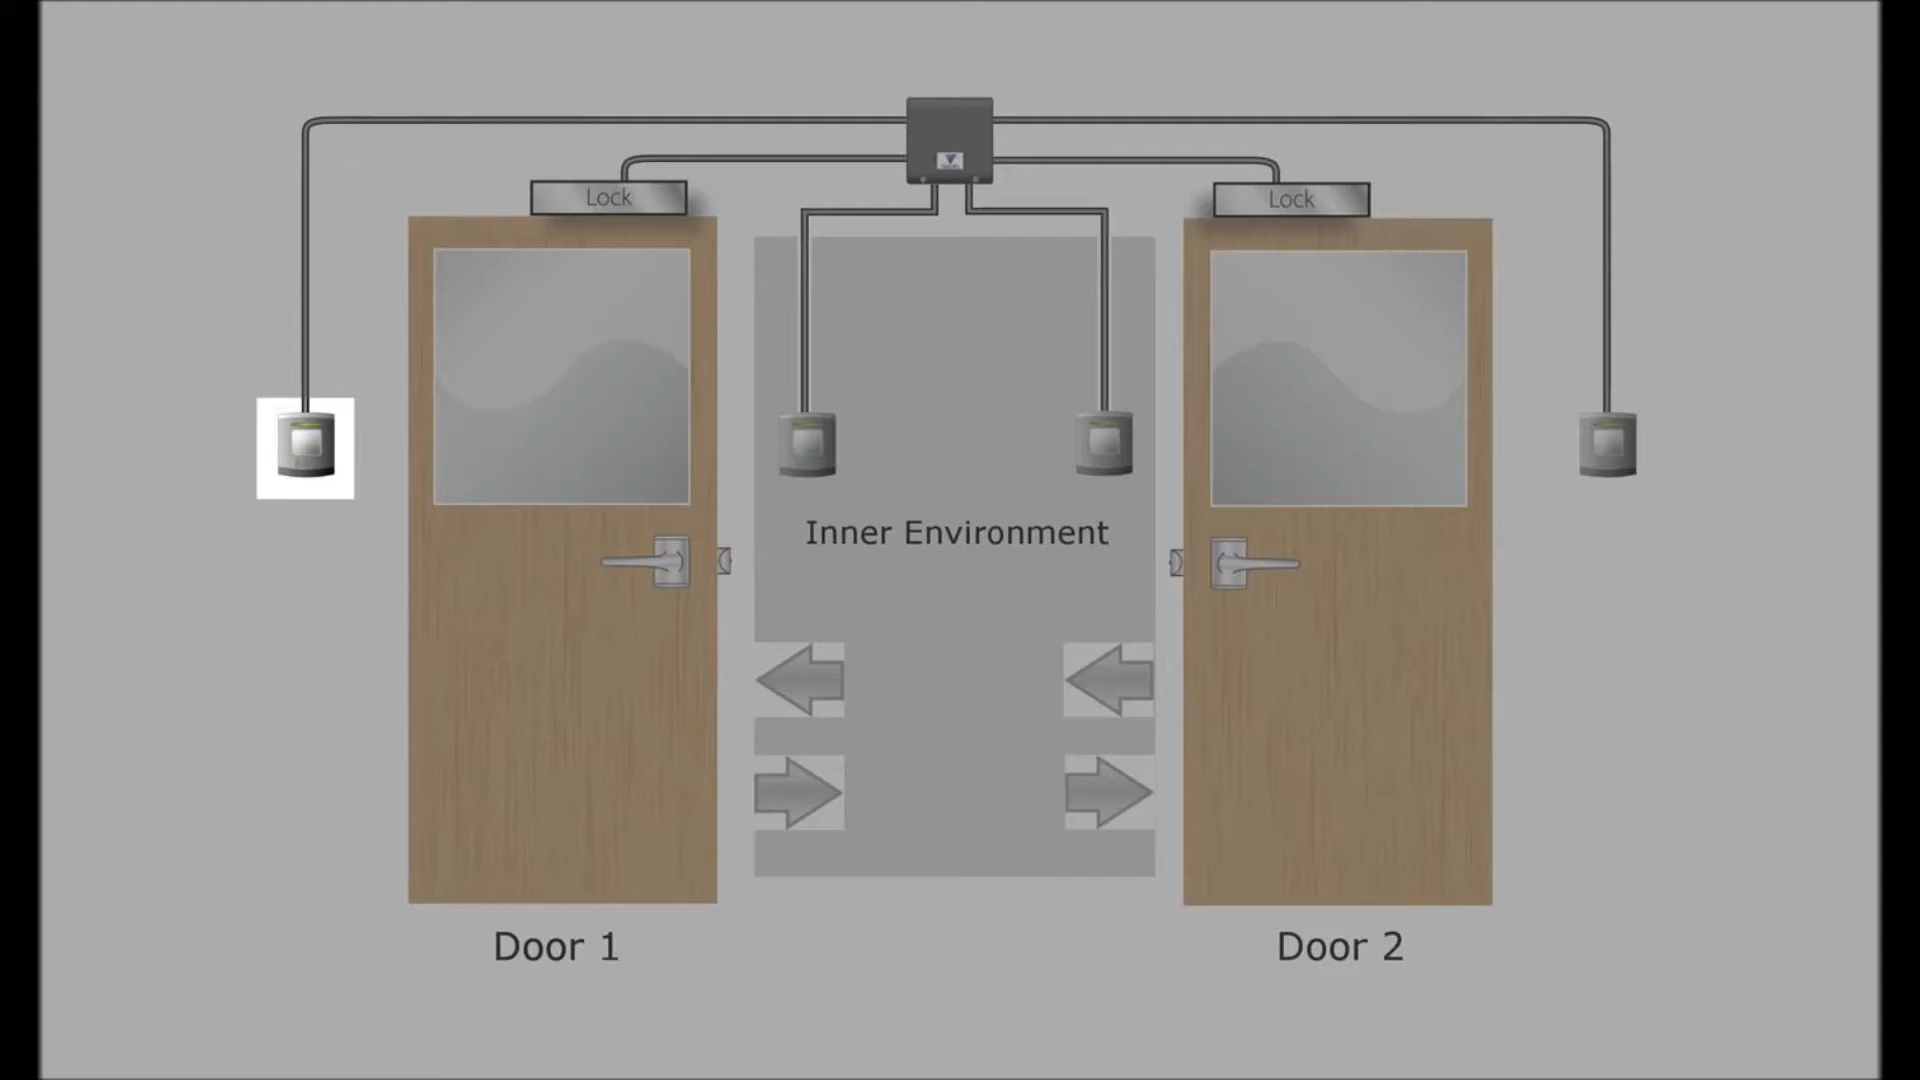 Lock
Lock
Inner Environment
Door 1
Door 2